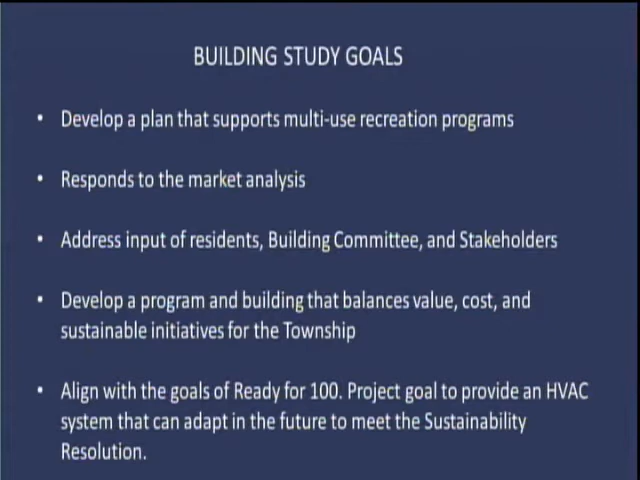 BUILDING STUDY GOALS
• Develop a plan that supports multi-use recreation programs
• Responds to the market analysis
• Address input of residents, Building Committee, and Stakeholders
• Develop a program and building that balances value, cost, and
sustainable initiatives for the Township
• Align with the goals of Ready for 100. Project goal to provide an HVAC
system that can adapt in the future to meet the Sustainability
Resolution.